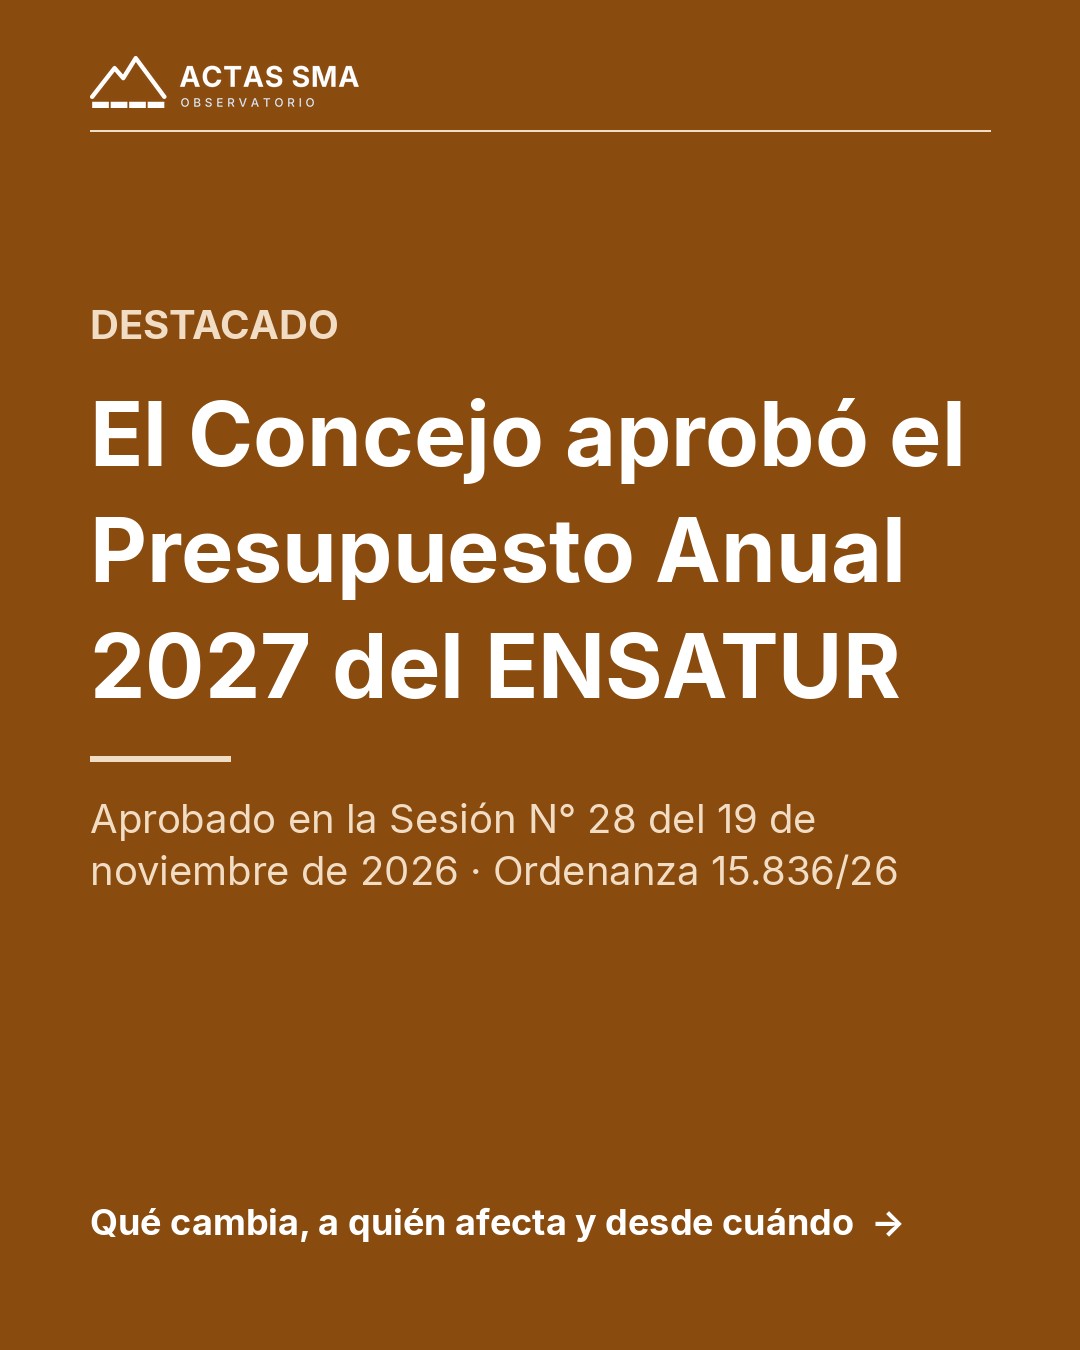 ACTAS SMA
OBSERVATORIO
DESTACADO
El Concejo aprobó el
Presupuesto Anual
2027 del ENSATUR
Aprobado en la Sesión N° 28 del 19 de
noviembre de 2026 · Ordenanza 15.836/26
Qué cambia, a quién afecta y desde cuándo →